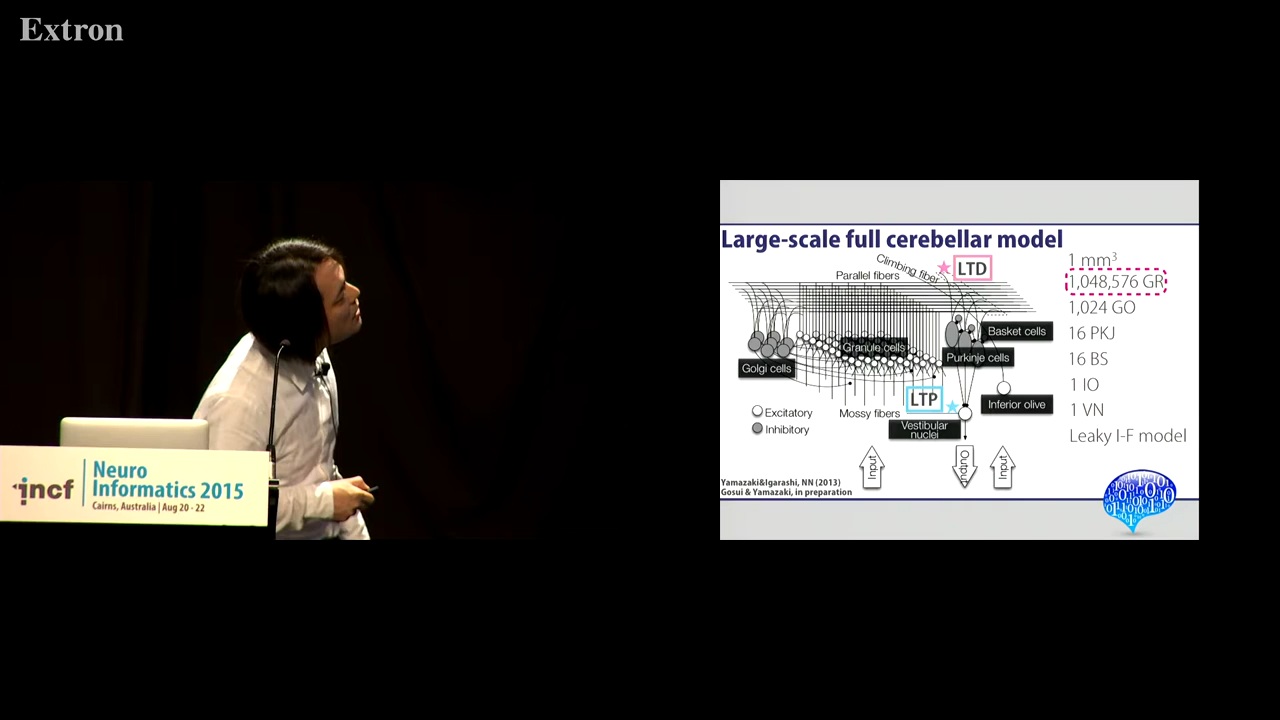 Extron
incf
Neuro
Informatics 2015
Cairns, Australia | Aug 20 - 22
Large-scale full cerebellar model
Climbing fiber
LTD
Parallel fibers
Basket cells
Granule cells
Purkinje cells
Golgi cells
LTP
Inferior olive
Excitatory
Mossy fibers
Inhibitory
Vestibular
nuclei
Input
Output
Input
1 mm³
1,048,576 GR
1,024 GO
16 PKJ
16 BS
1 IO
1 VN
Leaky I-F model
Yamazaki&Igarashi, NN (2013)
Gosui & Yamazaki, in preparation